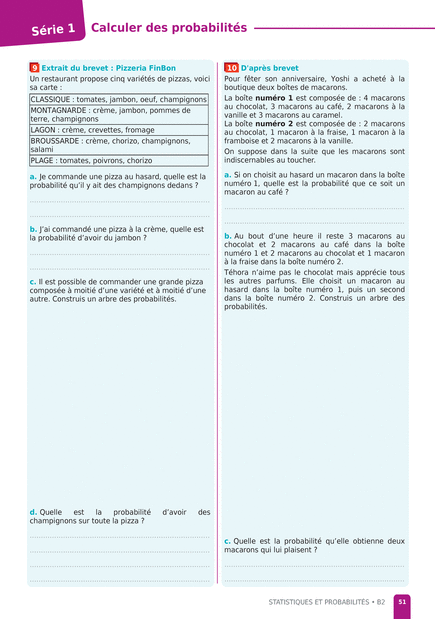 Série 1
Calculer des probabilités
9 Extrait du brevet : Pizzeria FinBon
Un restaurant propose cinq variétés de pizzas, voici
sa carte :
CLASSIQUE : tomates, jambon, oeuf, champignons
MONTAGNARDE : crème, jambon, pommes de
terre, champignons
LAGON : crème, crevettes, fromage
BROUSSARDE : crème, chorizo, champignons,
salami
PLAGE : tomates, poivrons, chorizo
a. Je commande une pizza au hasard, quelle est la
probabilité qu'il y ait des champignons dedans ?
b. J'ai commandé une pizza à la crème, quelle est
la probabilité d'avoir du jambon ?
c. Il est possible de commander une grande pizza
composée à moitié d'une variété et à moitié d'une
autre. Construis un arbre des probabilités.
d. Quelle est la probabilité d'avoir des
champignons sur toute la pizza ?
10 D'après brevet
Pour fêter son anniversaire, Yoshi a acheté à la
boutique deux boîtes de macarons.
La boîte numéro 1 est composée de : 4 macarons
au chocolat, 3 macarons au café, 2 macarons à la
vanille et 3 macarons au caramel.
La boîte numéro 2 est composée de : 2 macarons
au chocolat, 1 macaron à la fraise, 1 macaron à la
framboise et 2 macarons à la vanille.
On suppose dans la suite que les macarons sont
indiscernables au toucher.
a. Si on choisit au hasard un macaron dans la boîte
numéro 1, quelle est la probabilité que ce soit un
macaron au café ?
b. Au bout d'une heure il reste 3 macarons au
chocolat et 2 macarons au café dans la boîte
numéro 1 et 2 macarons au chocolat et 1 macaron
à la fraise dans la boîte numéro 2.
Téhora n'aime pas le chocolat mais apprécie tous
les autres parfums. Elle choisit un macaron au
hasard dans la boîte numéro 1, puis un second
dans la boîte numéro 2. Construis un arbre des
probabilités.
c. Quelle est la probabilité qu'elle obtienne deux
macarons qui lui plaisent ?
STATISTIQUES ET PROBABILITÉS • B2 51